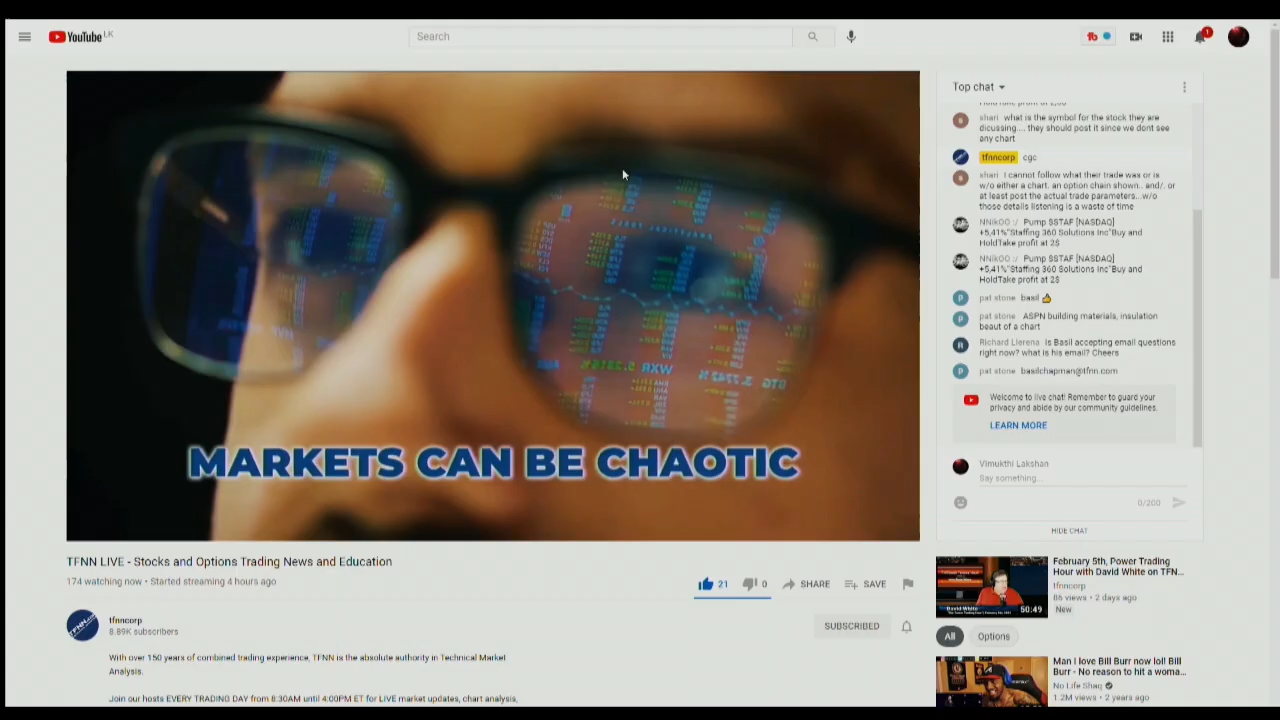 YouTube LK
Search
1
MARKETS CAN BE CHAOTIC
TFNN LIVE - Stocks and Options Trading News and Education
174 watching now • Started streaming 4 hours ago
21
0
SHARE
SAVE
tfnncorp
8.89K subscribers
SUBSCRIBED
With over 150 years of combined trading experience, TFNN is the absolute authority in Technical Market
Analysis.
Join our hosts EVERY TRADING DAY from 8:30AM until 4:00PM ET for LIVE market updates, chart analysis,
Top chat
shari what is the symbol for the stock they are
dicussing.... they should post it since we dont see
any chart
tfnncorp cgc
shari I cannot follow what their trade was or is
w/o either a chart. an option chain shown.. and/. or
at least post the actual trade parameters...w/o
those details listening is a waste of time
NNikOO :/ Pump $STAF [NASDAQ]
+5,41%"Staffing 360 Solutions Inc"Buy and
HoldTake profit at 2$
NNikOO :/ Pump $STAF [NASDAQ]
+5,41%"Staffing 360 Solutions Inc"Buy and
HoldTake profit at 2$
pat stone basil 👍
pat stone ASPN building materials, insulation
beaut of a chart
Richard Llerena Is Basil accepting email questions
right now? what is his email? Cheers
pat stone basilchapman@tfnn.com
Welcome to live chat! Remember to guard your
privacy and abide by our community guidelines.
LEARN MORE
Vimukthi Lakshan
Say something...
0/200
HIDE CHAT
February 5th, Power Trading
Hour with David White on TFN...
tfnncorp
86 views • 2 days ago
New
David White
50:49
All
Options
Man I love Bill Burr now lol! Bill
Burr - No reason to hit a woma...
No Life Shaq
1.2M views • 2 years ago